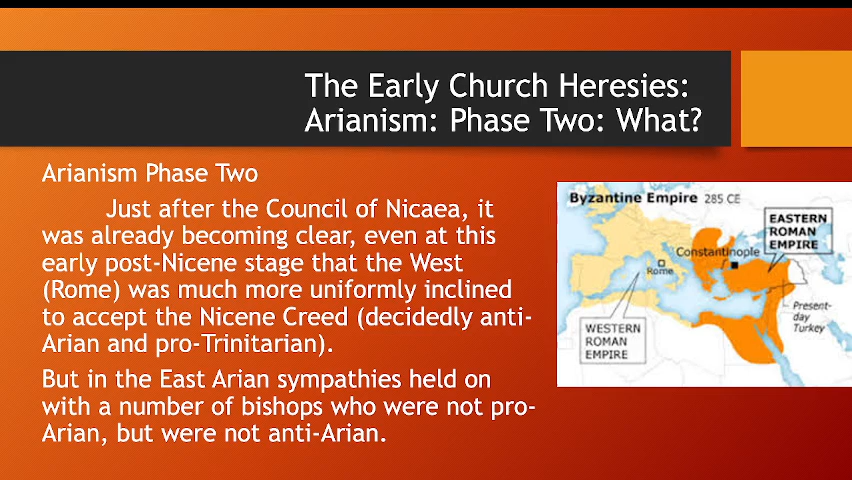 The Early Church Heresies:
Arianism: Phase Two: What?
Arianism Phase Two
Just after the Council of Nicaea, it
was already becoming clear, even at this
early post-Nicene stage that the West
(Rome) was much more uniformly inclined
to accept the Nicene Creed (decidedly anti-
Arian and pro-Trinitarian).
But in the East Arian sympathies held on
with a number of bishops who were not pro-
Arian, but were not anti-Arian.
Byzantine Empire 285 CE
EASTERN
ROMAN
EMPIRE
Constantinople
Rome
Present-
day
Turkey
WESTERN
ROMAN
EMPIRE